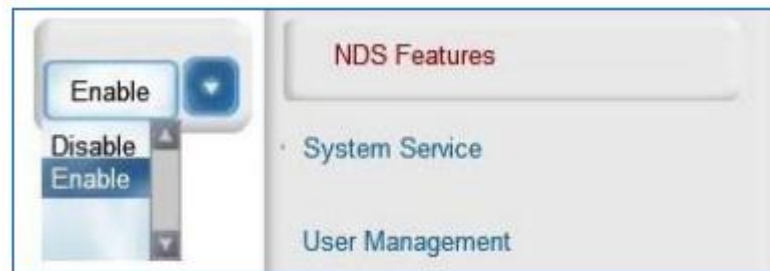 Enable
Disable
Enable
NDS Features
System Service
User Management